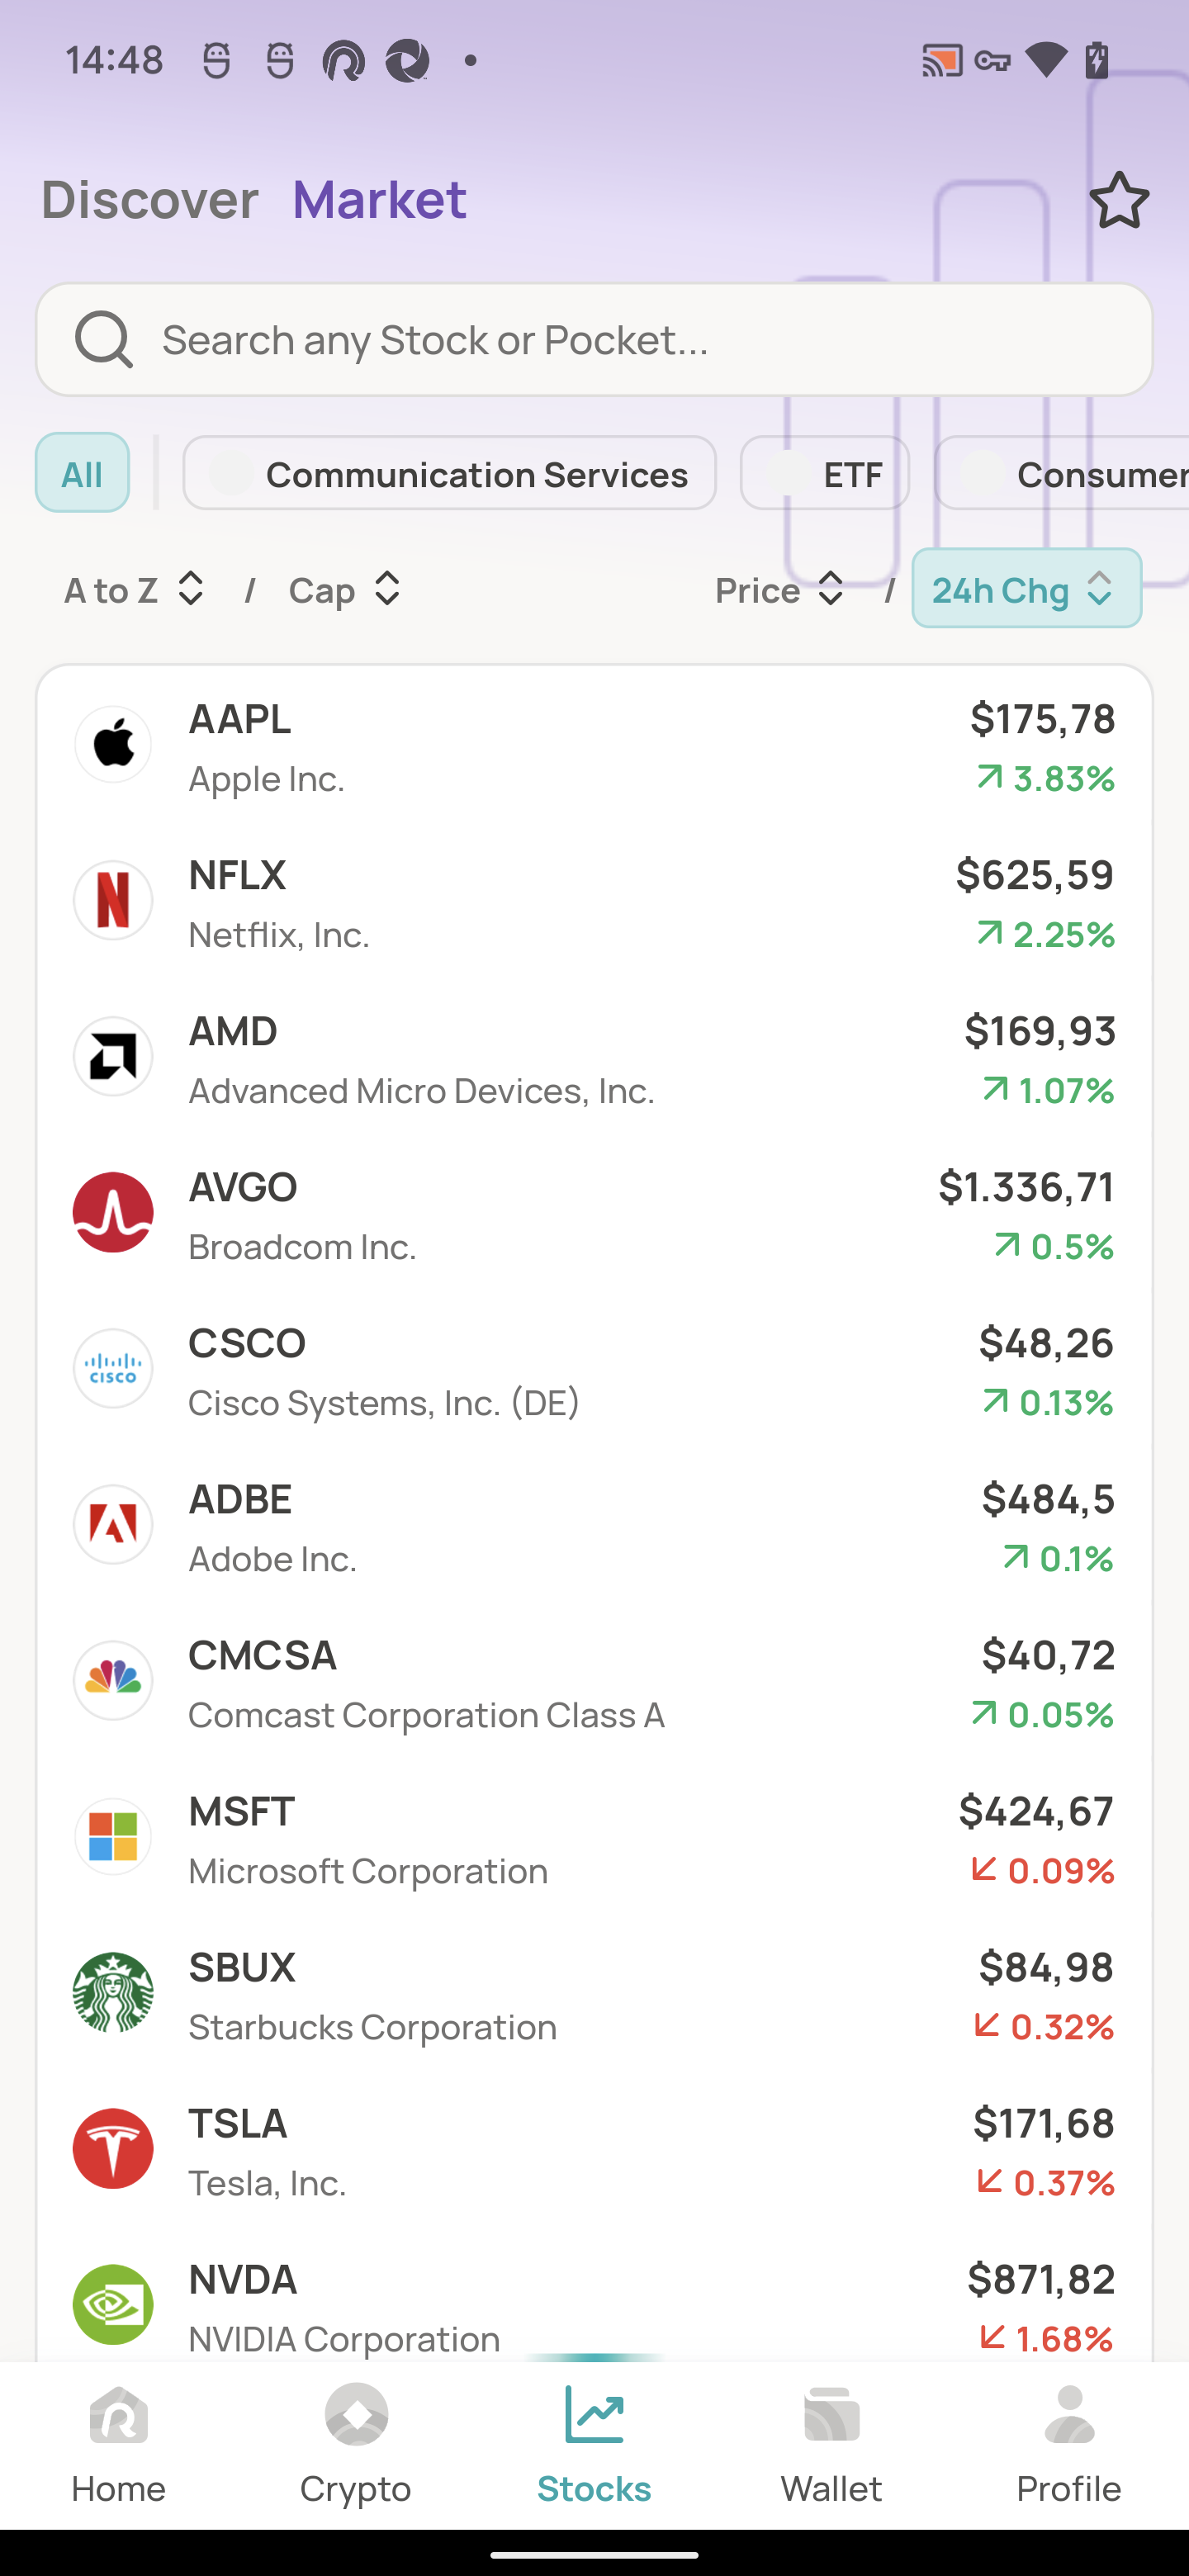 14:48
Discover Market
Search any Stock or Pocket...
All Communication Services ETF Consumer
A to Z / Cap Price / 24h Chg
AAPL $175,78
Apple Inc. 3.83%
NFLX $625,59
Netflix, Inc. 2.25%
AMD $169,93
Advanced Micro Devices, Inc. 1.07%
AVGO $1.336,71
Broadcom Inc. 0.5%
CSCO $48,26
CISCO
Cisco Systems, Inc. (DE) 0.13%
ADBE $484,5
Adobe Inc. 0.1%
CMCSA $40,72
Comcast Corporation Class A 0.05%
MSFT $424,67
Microsoft Corporation 0.09%
SBUX $84,98
Starbucks Corporation 0.32%
TSLA $171,68
Tesla, Inc. 0.37%
NVDA $871,82
NVIDIA Corporation 1.68%
Home Crypto Stocks Wallet Profile